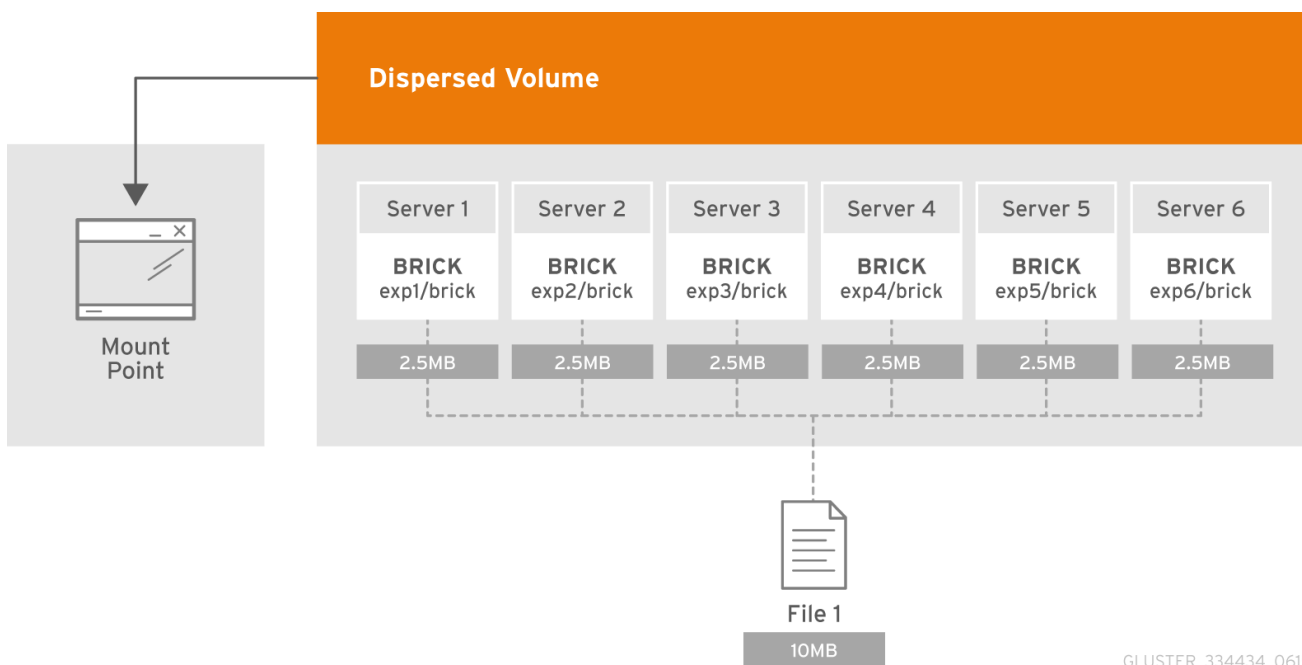 Dispersed Volume
Server 1
Server 2
Server 3
Server 4
Server 5
Server 6
BRICK
exp1/brick
BRICK
exp2/brick
BRICK
exp3/brick
BRICK
exp4/brick
BRICK
exp5/brick
BRICK
exp6/brick
Mount
Point
2.5MB
2.5MB
2.5MB
2.5MB
2.5MB
2.5MB
File 1
10MB
GLUSTER_334434_061